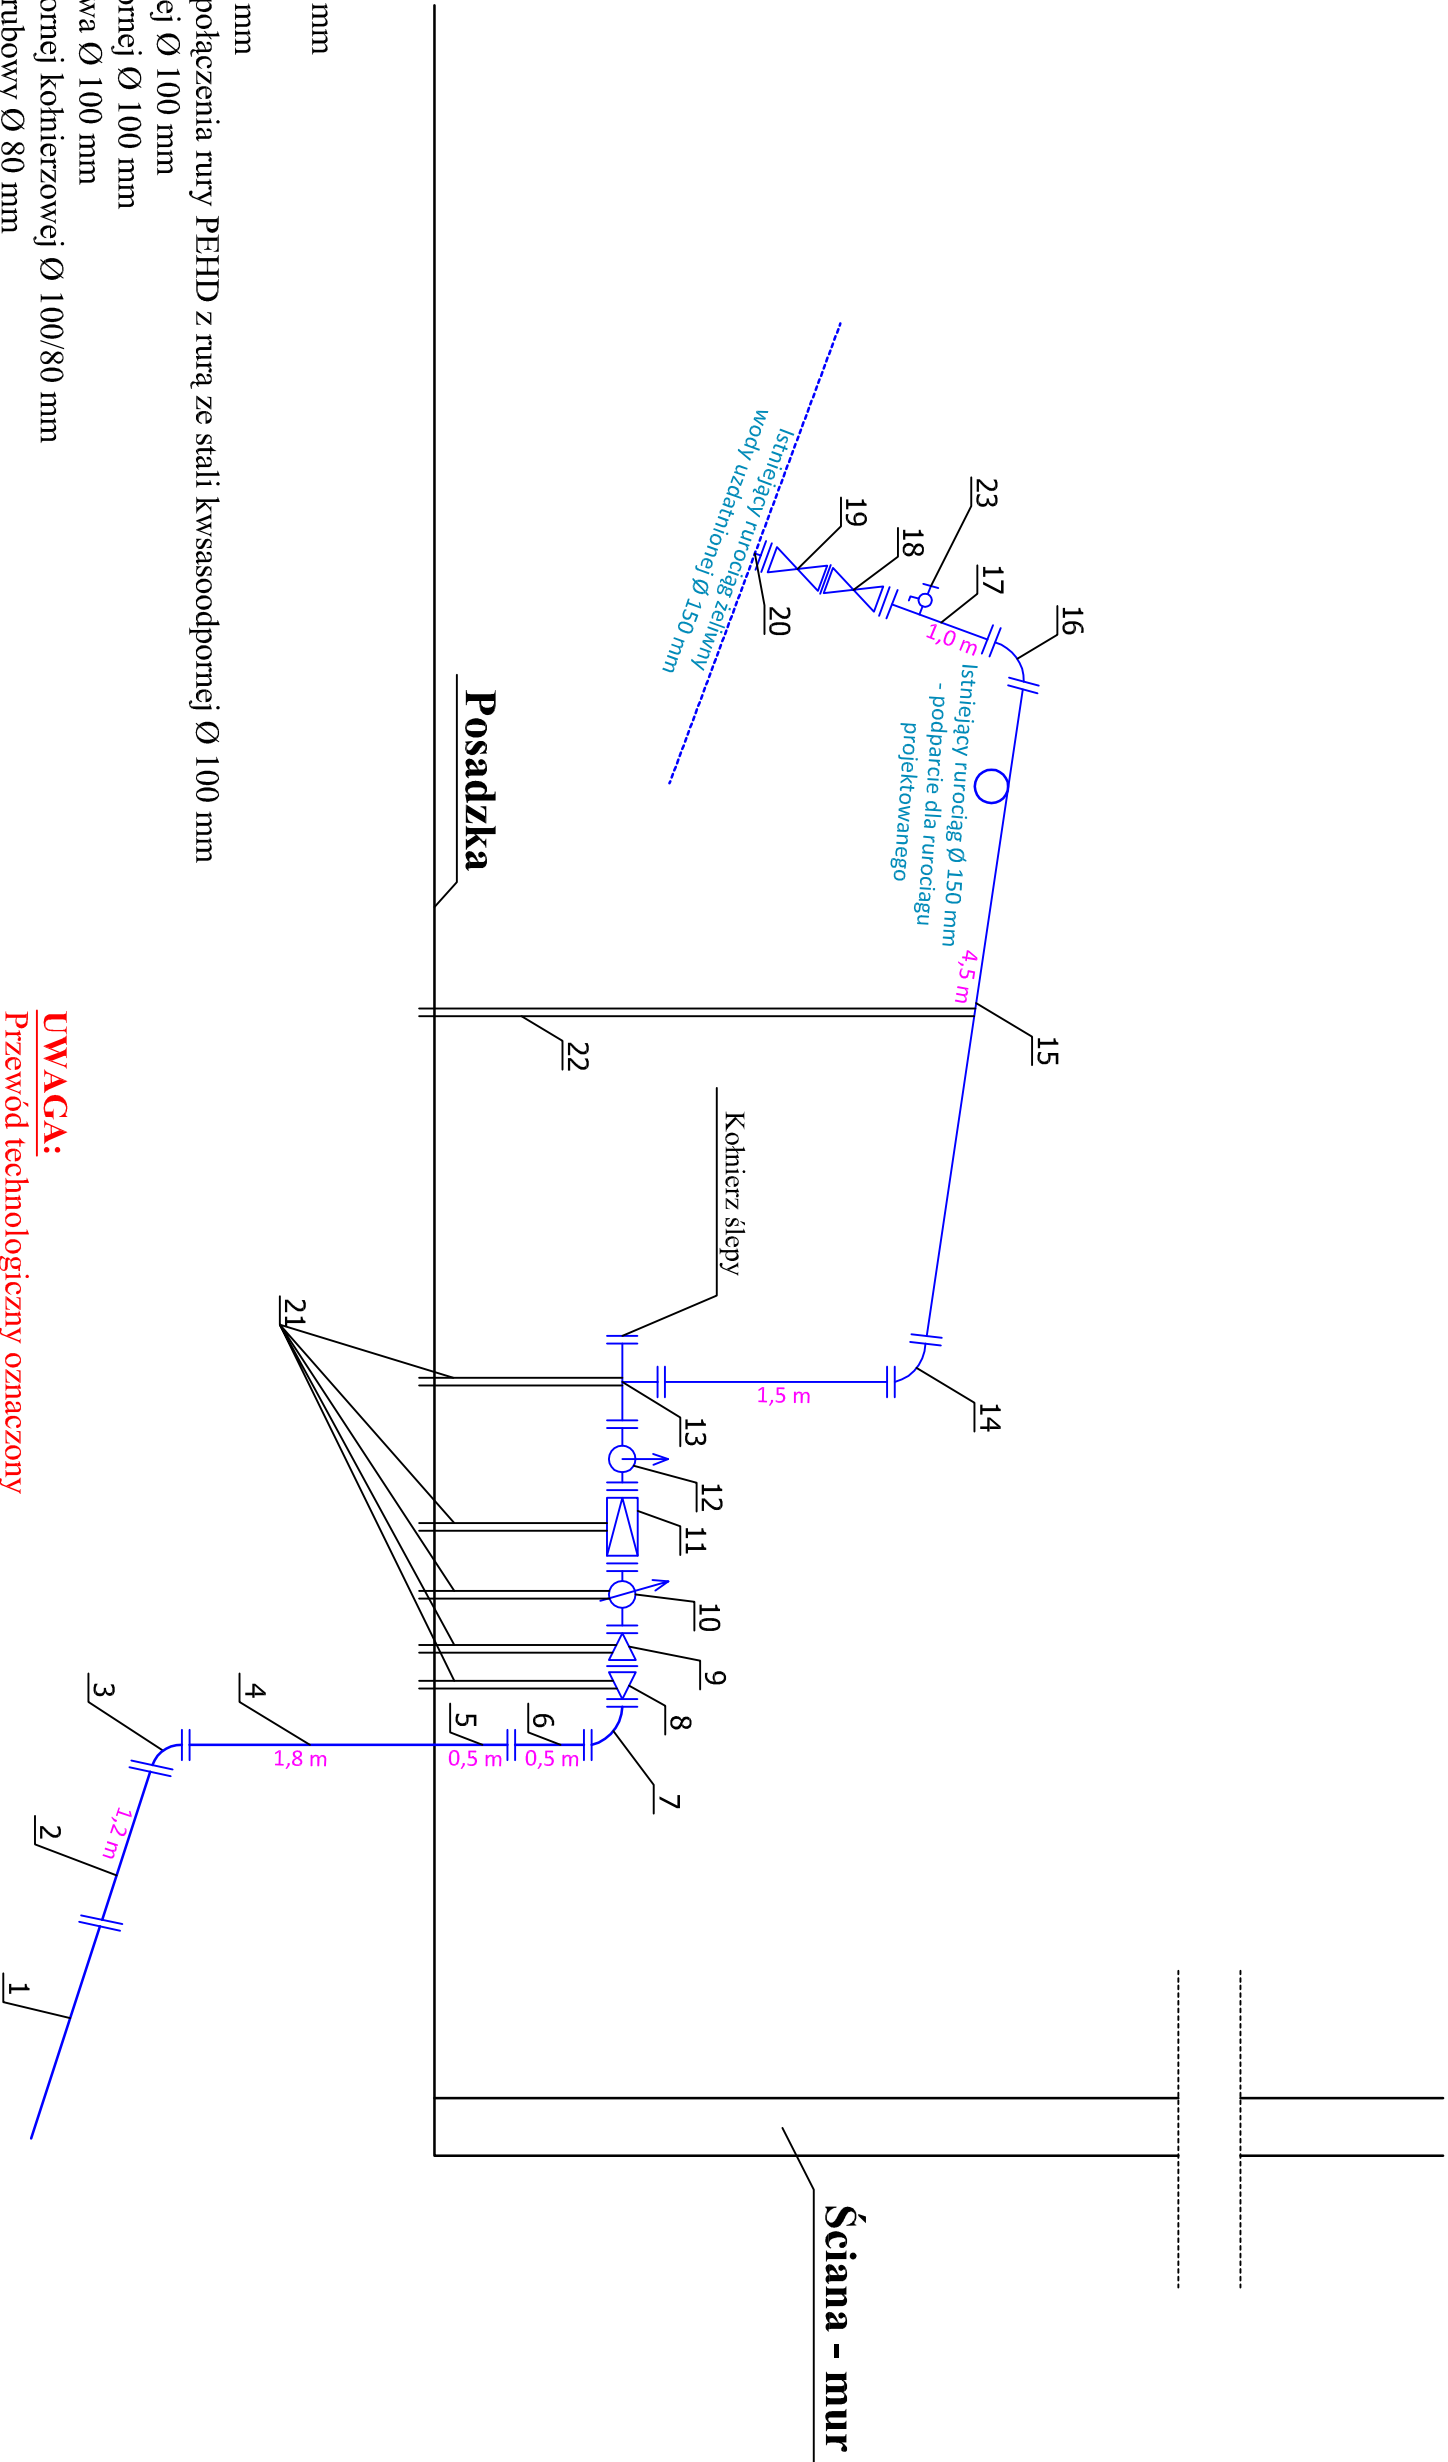 mm
mm
połączenia rury PEHD z rurą ze stali kwsasoodpornej Ø 100 mm
ej Ø 100 mm
ornej Ø 100 mm
wa Ø 100 mm
ornej kołnierzowej Ø 100/80 mm
rubowy Ø 80 mm
16
23
17
1,0 m
18
19
20
Istniejący rurociąg żeliwny
wody uzdatnionej Ø 150 mm
Istniejący rurociąg Ø 150 mm
- podparcie dla rurociagu
projektowanego
4,5 m
15
22
Posadzka
Kołnierz ślepy
14
1,5 m
13
12
11
10
9
8
7
21
6
5
0,5 m
0,5 m
4
1,8 m
3
2
1,2 m
1
Ściana - mur
UWAGA:
Przewód technologiczny oznaczony